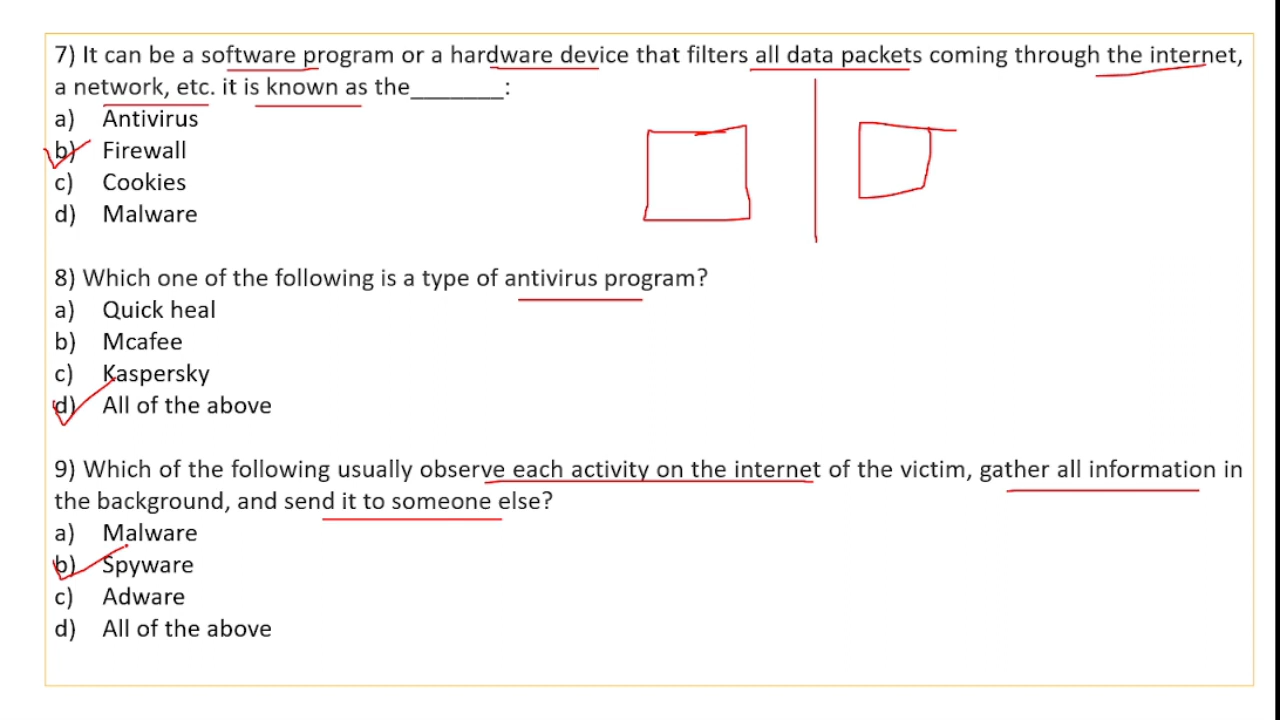 7) It can be a software program or a hardware device that filters all data packets coming through the internet,
a network, etc. it is known as the_______:
a) Antivirus
b) Firewall
c) Cookies
d) Malware
8) Which one of the following is a type of antivirus program?
a) Quick heal
b) Mcafee
c) Kaspersky
d) All of the above
9) Which of the following usually observe each activity on the internet of the victim, gather all information in
the background, and send it to someone else?
a) Malware
b) Spyware
c) Adware
d) All of the above